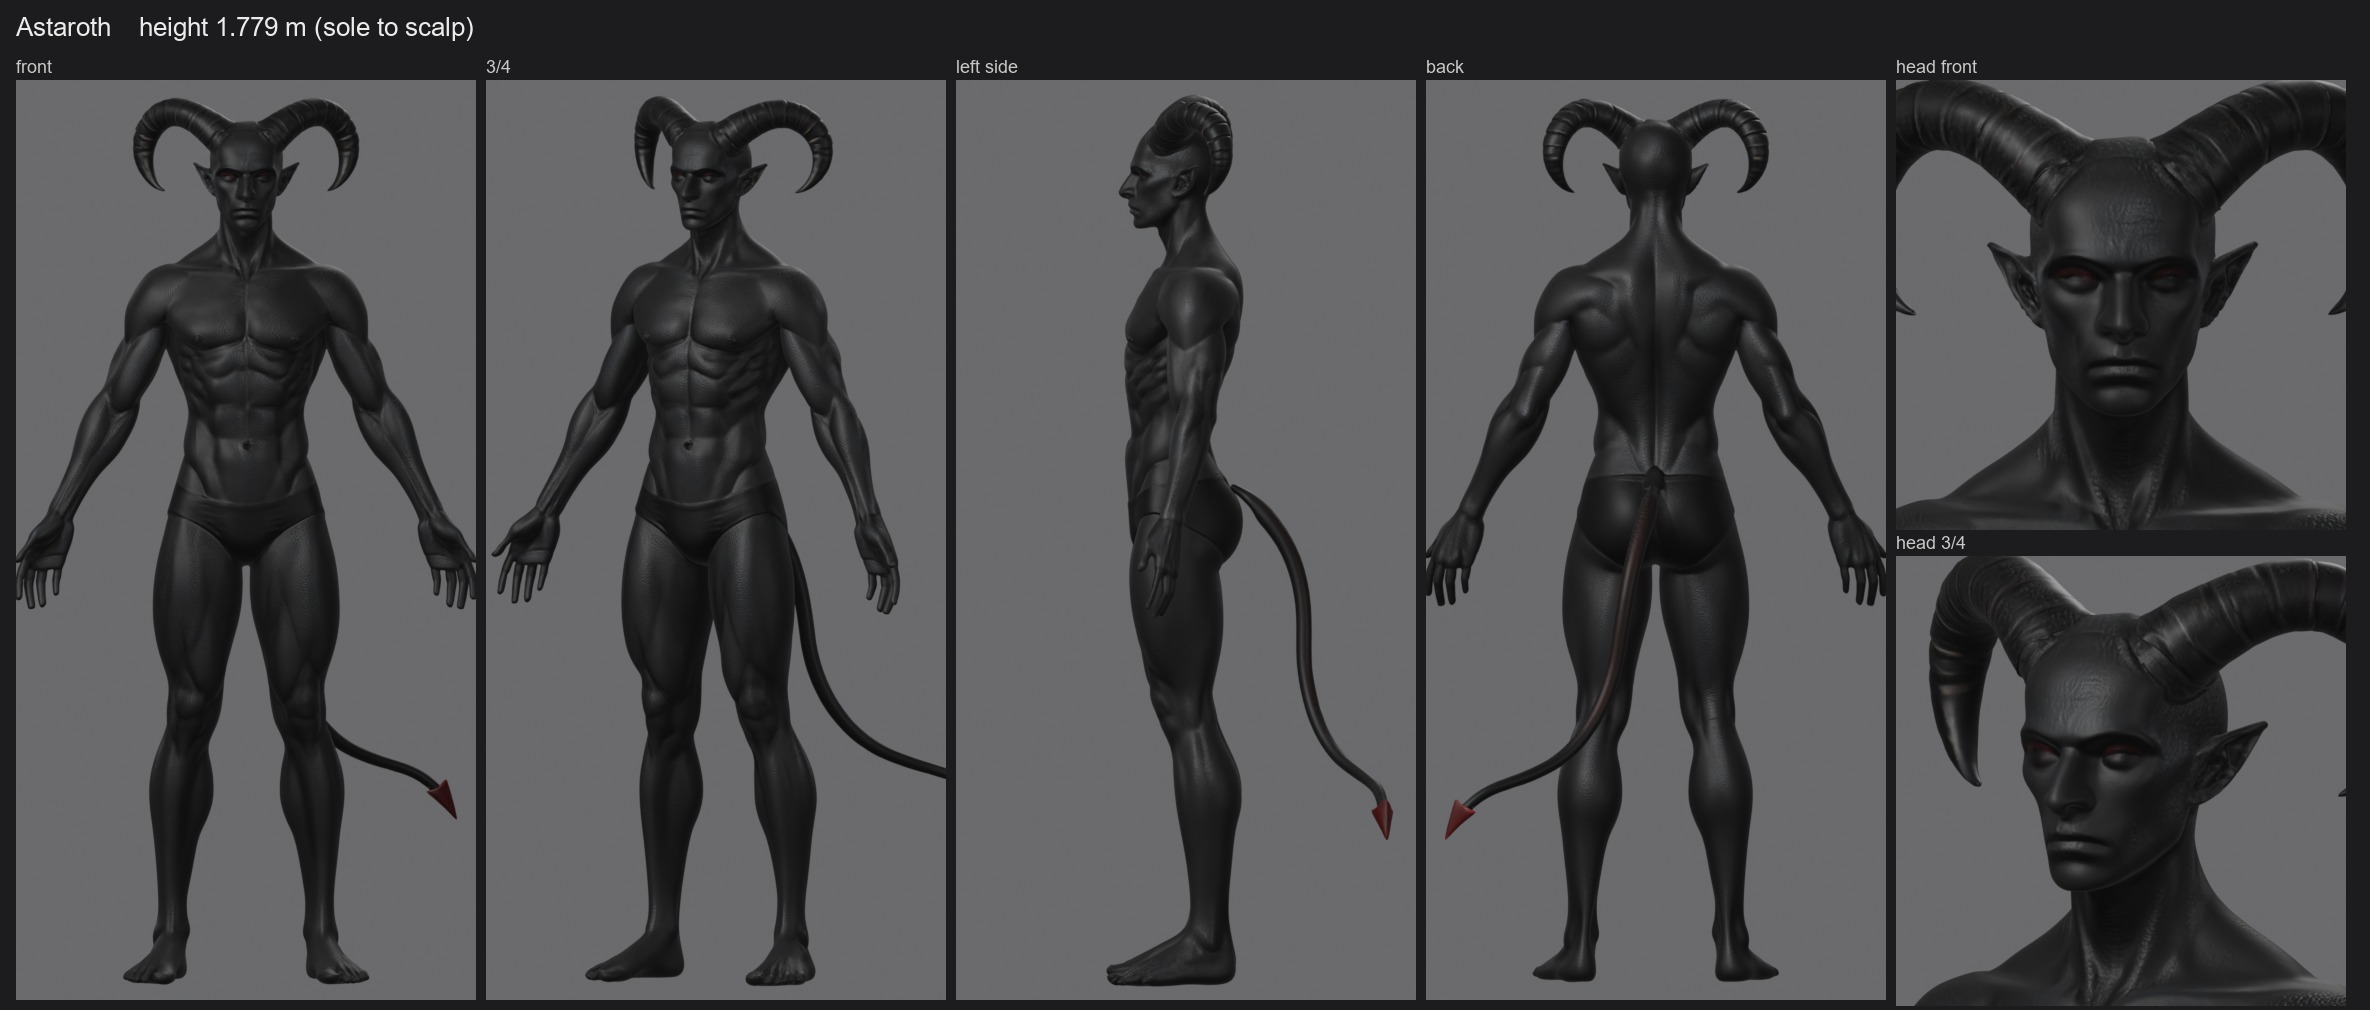 Astaroth height 1.779 m (sole to scalp)
front
3/4
left side
back
head front
head 3/4